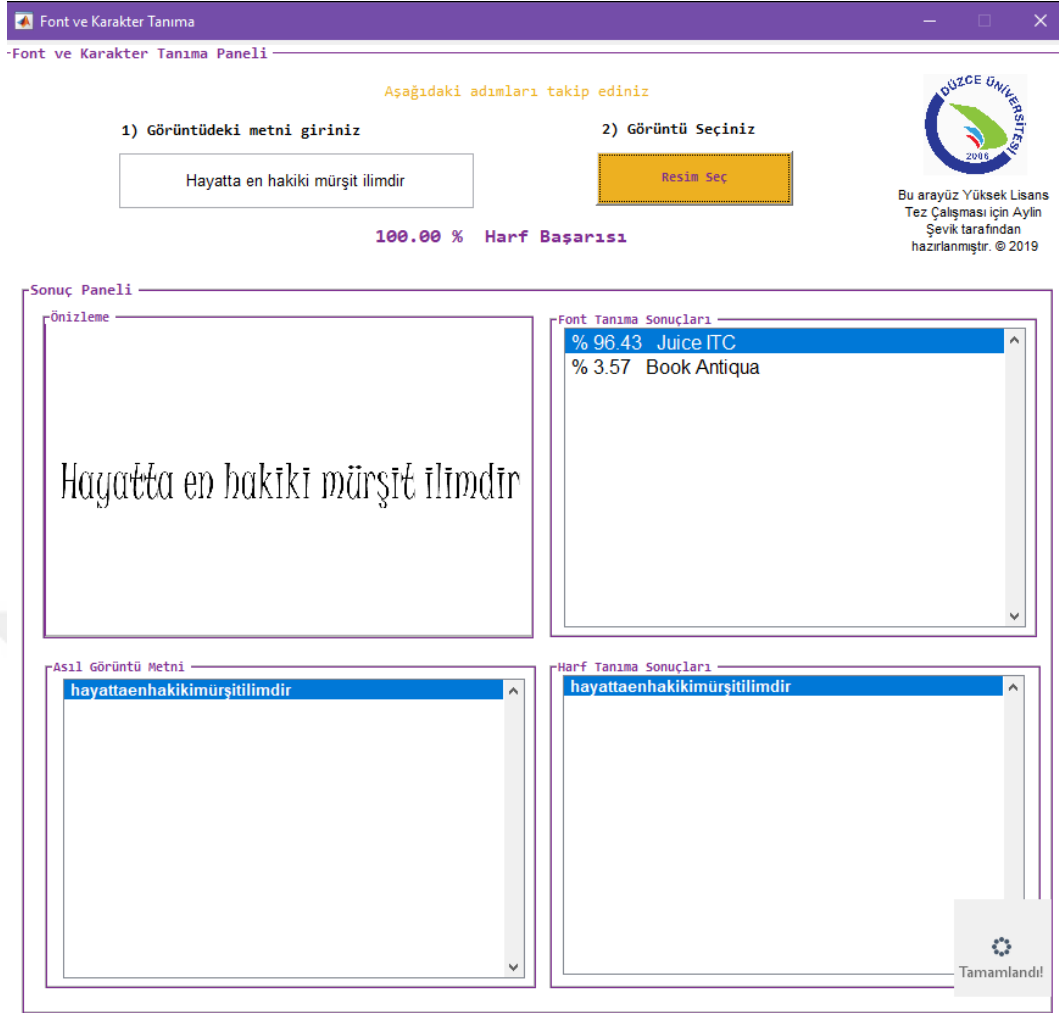 Font ve Karakter Tanıma
Font ve Karakter Tanıma Paneli
Aşağıdaki adımları takip ediniz
1) Görüntüdeki metni giriniz
2) Görüntü Seçiniz
Hayatta en hakiki mürşit ilimdir
Resim Seç
DÜZCE ÜNİVERSİTESİ
2006
Bu arayüz Yüksek Lisans
Tez Çalışması için Aylin
Şevik tarafından
hazırlanmıştır. © 2019
100.00 % Harf Başarısı
Sonuç Paneli
Önizleme
Hayatta en hakiki mürşit ilimdir
Font Tanıma Sonuçları
% 96.43 Juice ITC
% 3.57 Book Antiqua
Asıl Görüntü Metni
hayattaenhakikimürşitilimdir
Harf Tanıma Sonuçları
hayattaenhakikimürşitilimdir
Tamamlandı!